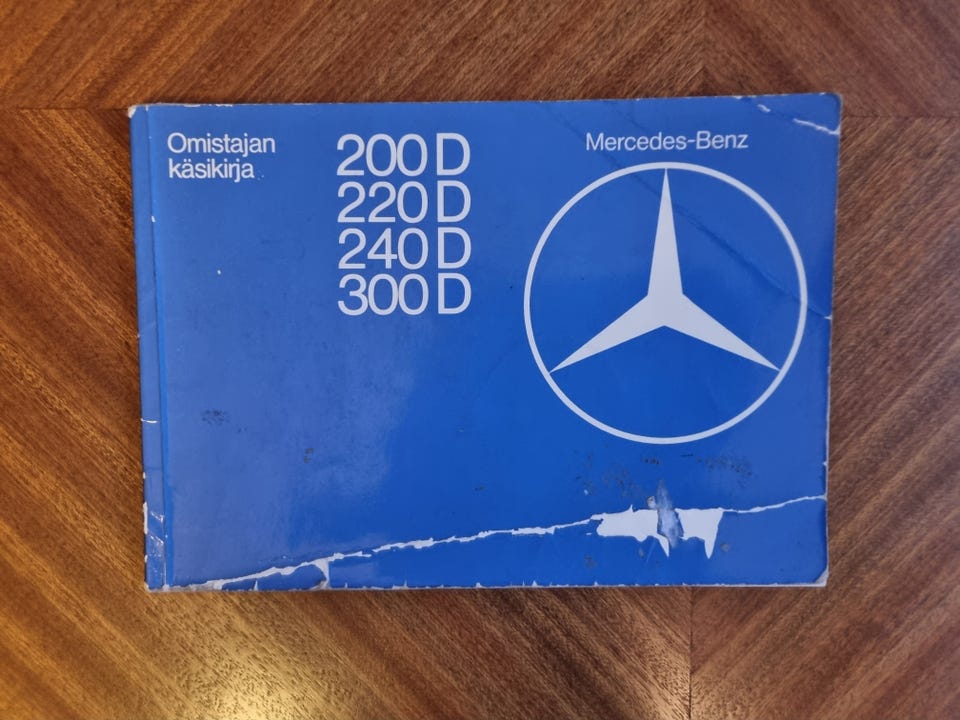 Omistajan
käsikirja
200 D
220 D
240 D
300 D
Mercedes-Benz